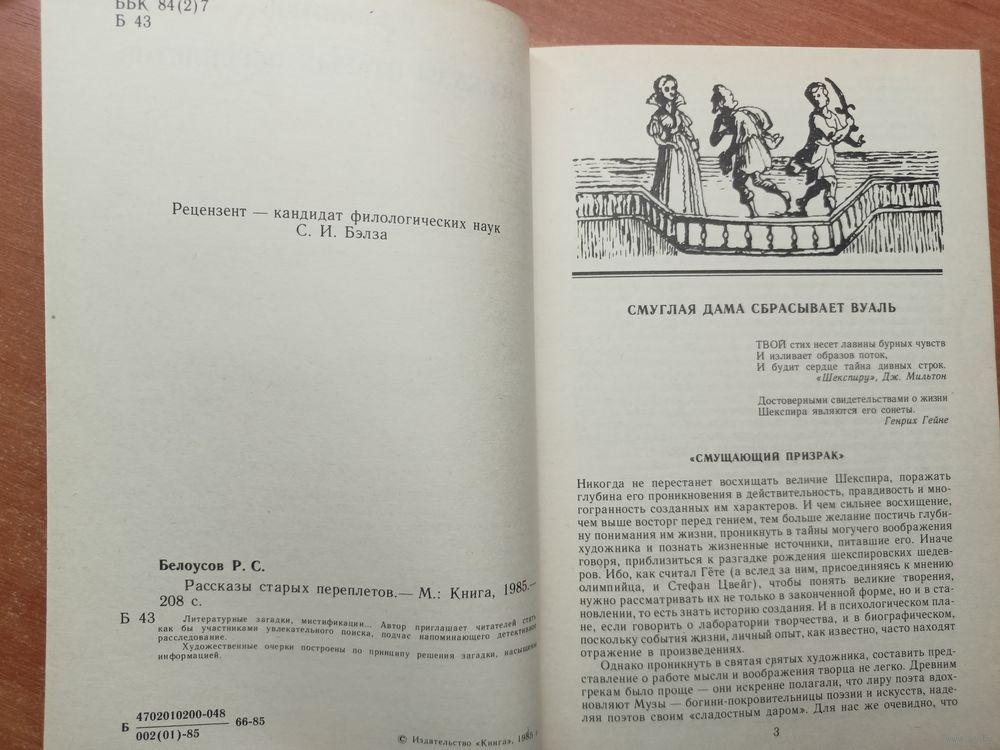 ББК 84(2)7
Б 43
Рецензент — кандидат филологических наук
С. И. Бэлза
Белоусов Р. С.
Рассказы старых переплетов.— М.: Книга, 1985.—
208 с.
Б 43
Литературные загадки, мистификации... Автор приглашает читателей стать
как бы участниками увлекательного поиска, подчас напоминающего детективное
расследование.
Художественные очерки построены по принципу решения загадки, насыщены
информацией.
Б 4702010200-048 66-85
002(01)-85
© Издательство «Книга», 1985 г.
СМУГЛАЯ ДАМА СБРАСЫВАЕТ ВУАЛЬ
ТВОЙ стих несет лавины бурных чувств
И изливает образов поток,
И будит сердце тайна дивных строк.
«Шекспиру», Дж. Мильтон
Достоверными свидетельствами о жизни
Шекспира являются его сонеты.
Генрих Гейне
«СМУЩАЮЩИЙ ПРИЗРАК»
Никогда не перестанет восхищать величие Шекспира, поражать
глубина его проникновения в действительность, правдивость и мно-
гогранность созданных им характеров. И чем сильнее восхищение,
чем выше восторг перед гением, тем больше желание постичь глуби-
ну понимания им жизни, проникнуть в тайны могучего воображения
художника и познать жизненные источники, питавшие его. Иначе
говоря, приблизиться к разгадке рождения шекспировских шедев-
ров. Ибо, как считал Гёте (а вслед за ним, присоединяясь к мнению
олимпийца, и Стефан Цвейг), чтобы понять великие творения,
нужно рассматривать их не только в законченной форме, но и в ста-
новлении, то есть знать историю создания. И в психологическом пла-
не, если говорить о лаборатории творчества, и в биографическом,
поскольку события жизни, личный опыт, как известно, часто находят
отражение в произведениях.
Однако проникнуть в святая святых художника, составить пред-
ставление о работе мысли и воображения творца не легко. Древним
грекам было проще — они искренне полагали, что лиру поэта вдох-
новляют Музы — богини-покровительницы поэзии и искусств, наде-
ляя поэтов своим «сладостным даром». Для нас же очевидно, что
3